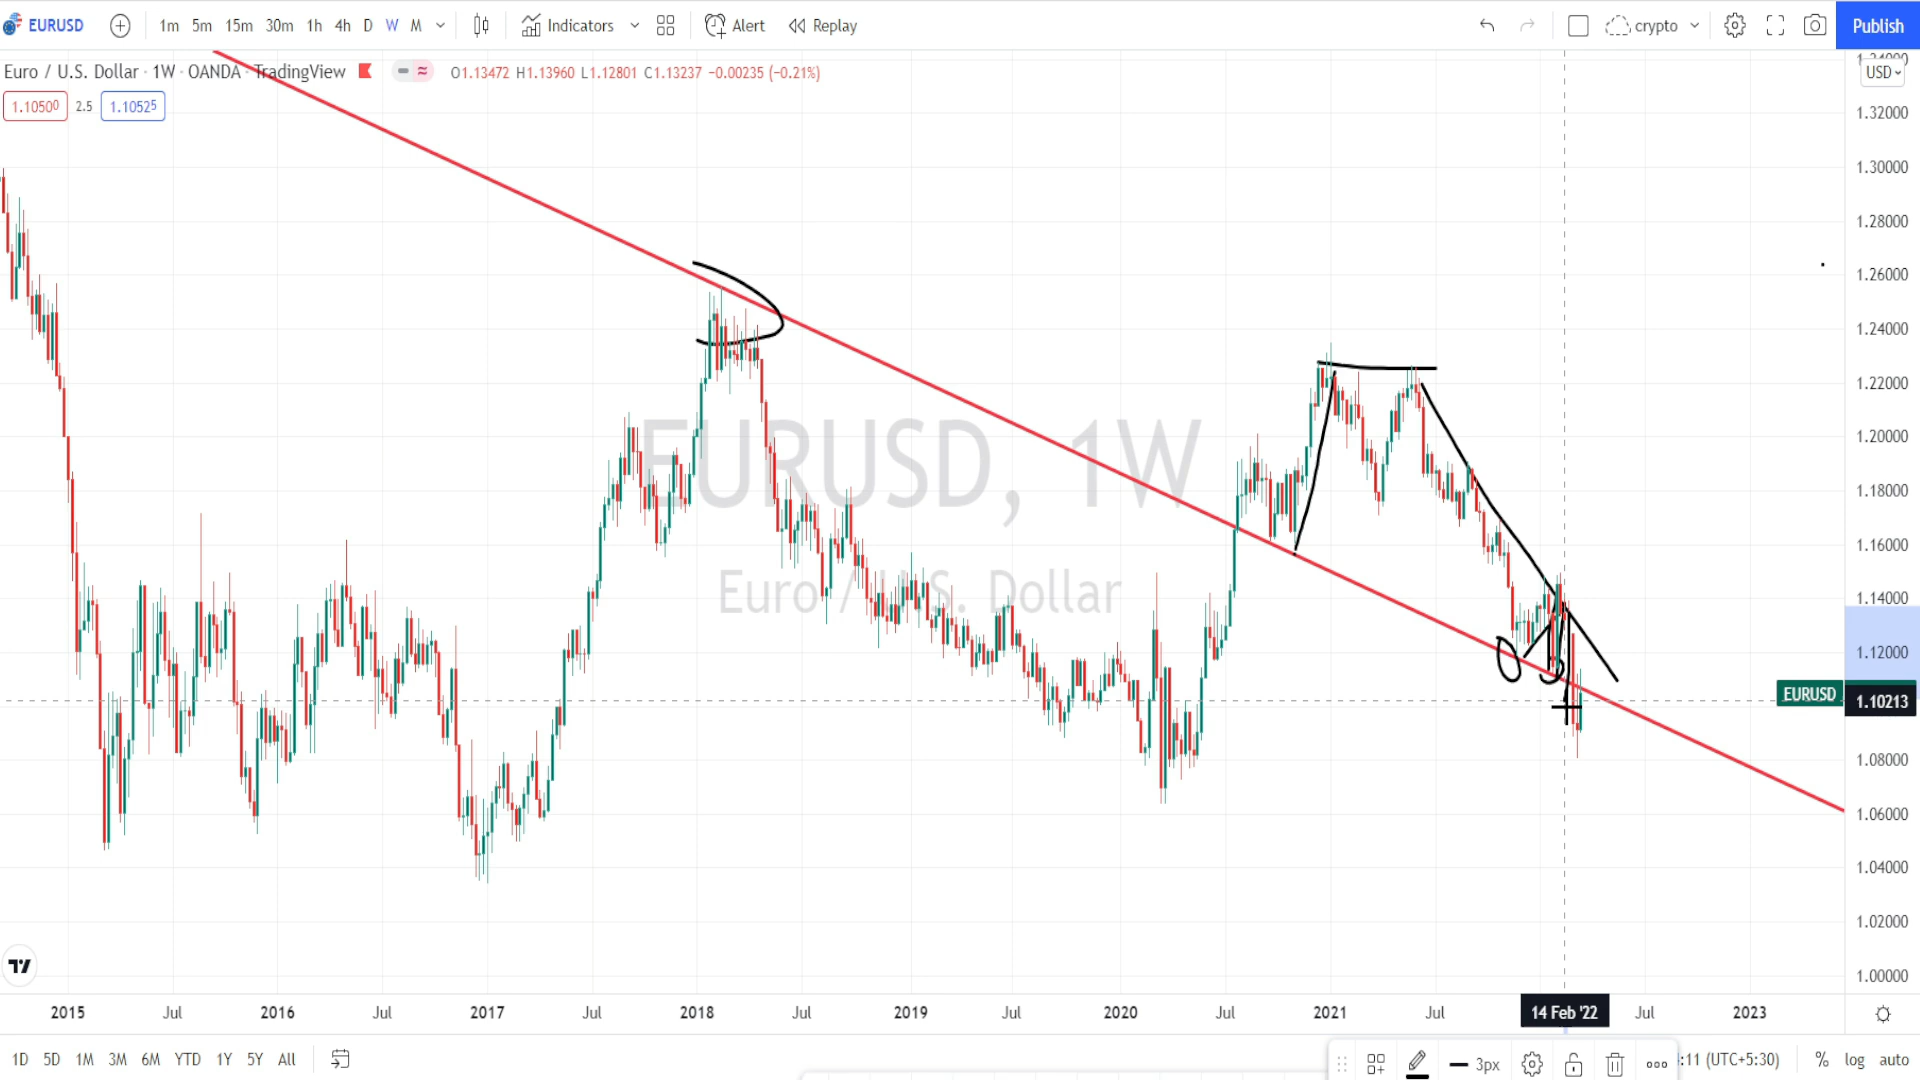 EURUSD 1m 5m 15m 30m 1h 4h D W M Indicators Alert Replay crypto Publish
Euro / U.S. Dollar · 1W · OANDA · TradingView O1.13472 H1.13960 L1.12801 C1.13237 −0.00235 (−0.21%)
USD
1.10500 2.5 1.10525
1.32000
1.30000
1.28000
1.26000
1.24000
1.22000
1.20000
1.18000
1.16000
1.14000
1.12000
EURUSD
1.10213
1.08000
1.06000
1.04000
1.02000
1.00000
EURUSD, 1W
Euro / U.S. Dollar
2015 Jul 2016 Jul 2017 Jul 2018 Jul 2019 Jul 2020 Jul 2021 Jul 14 Feb '22 Jul 2023
1D 5D 1M 3M 6M YTD 1Y 5Y All 3px :11 (UTC+5:30) % log auto